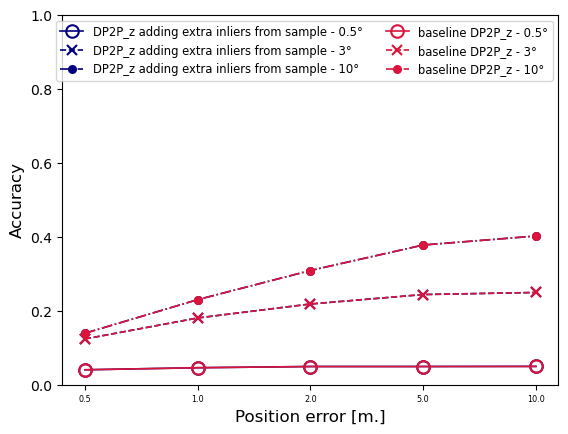 1.0
0.8
0.6
0.4
0.2
0.0
Accuracy
DP2P_z adding extra inliers from sample - 0.5°
DP2P_z adding extra inliers from sample - 3°
DP2P_z adding extra inliers from sample - 10°
baseline DP2P_z - 0.5°
baseline DP2P_z - 3°
baseline DP2P_z - 10°
0.5 1.0 2.0 5.0 10.0
Position error [m.]